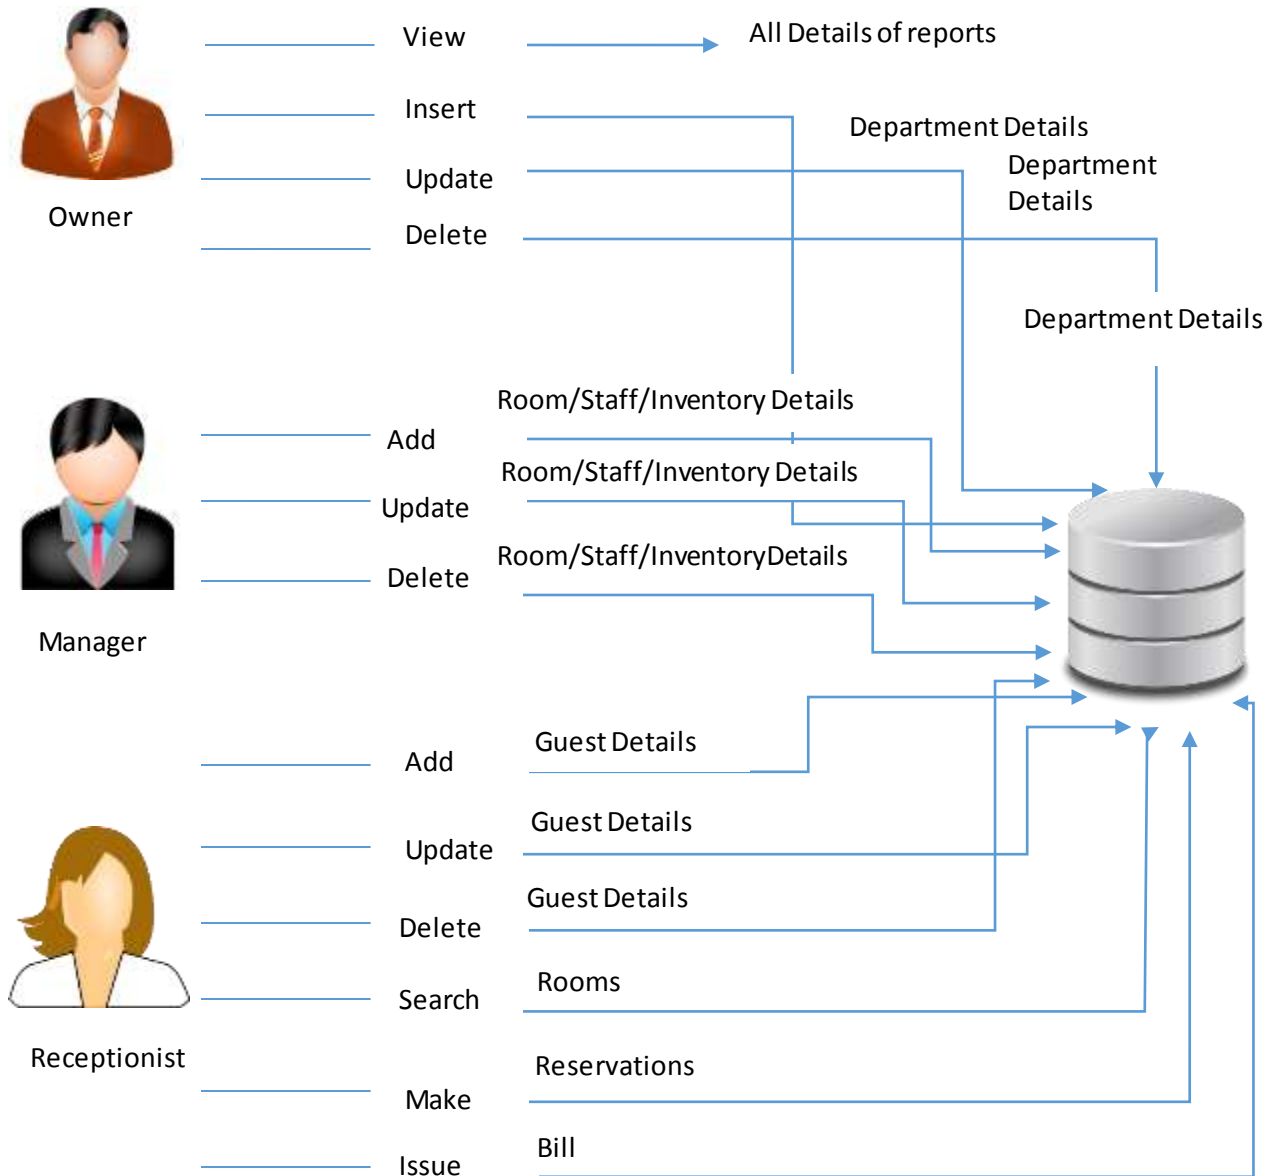 View
All Details of reports
Insert
Department Details
Update
Department
Details
Owner
Delete
Department Details
Room/Staff/Inventory Details
Add
Room/Staff/Inventory Details
Update
Room/Staff/InventoryDetails
Delete
Manager
Guest Details
Add
Guest Details
Update
Guest Details
Delete
Rooms
Search
Receptionist
Reservations
Make
Bill
Issue